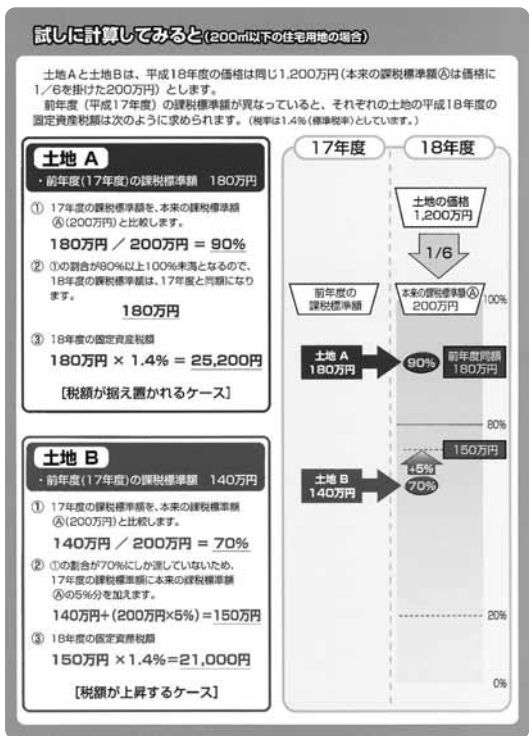 試しに計算してみると(200㎡以下の住宅用地の場合)
土地Aと土地Bは、平成18年度の価格は同じ1,200万円(本来の課税標準額Ⓐは価格に
1/6を掛けた200万円)とします。
前年度(平成17年度)の課税標準額が異なっていると、それぞれの土地の平成18年度の
固定資産税額は次のように求められます。(税率は1.4%(標準税率)としています。)
土地 A
・前年度(17年度)の課税標準額 180万円
① 17年度の課税標準額を、本来の課税標準額
Ⓐ(200万円)と比較します。
180万円 / 200万円 = 90%
② ①の割合が80%以上100%未満となるので、
18年度の課税標準額は、17年度と同額になり
ます。
180万円
③ 18年度の固定資産税額
180万円 × 1.4% = 25,200円
[税額が据え置かれるケース]
土地 B
・前年度(17年度)の課税標準額 140万円
① 17年度の課税標準額を、本来の課税標準額
Ⓐ(200万円)と比較します。
140万円 / 200万円 = 70%
② ①の割合が70%にしか達していないため、
17年度の課税標準額に本来の課税標準額
Ⓐの5%分を加えます。
140万円+(200万円×5%)=150万円
③ 18年度の固定資産税額
150万円 ×1.4%=21,000円
[税額が上昇するケース]
17年度
18年度
土地の価格
1,200万円
1/6
前年度の
課税標準額
本来の課税標準額Ⓐ
200万円
100%
土地 A
180万円
90%
前年度同額
180万円
80%
150万円
+5%
土地 B
140万円
70%
20%
0%